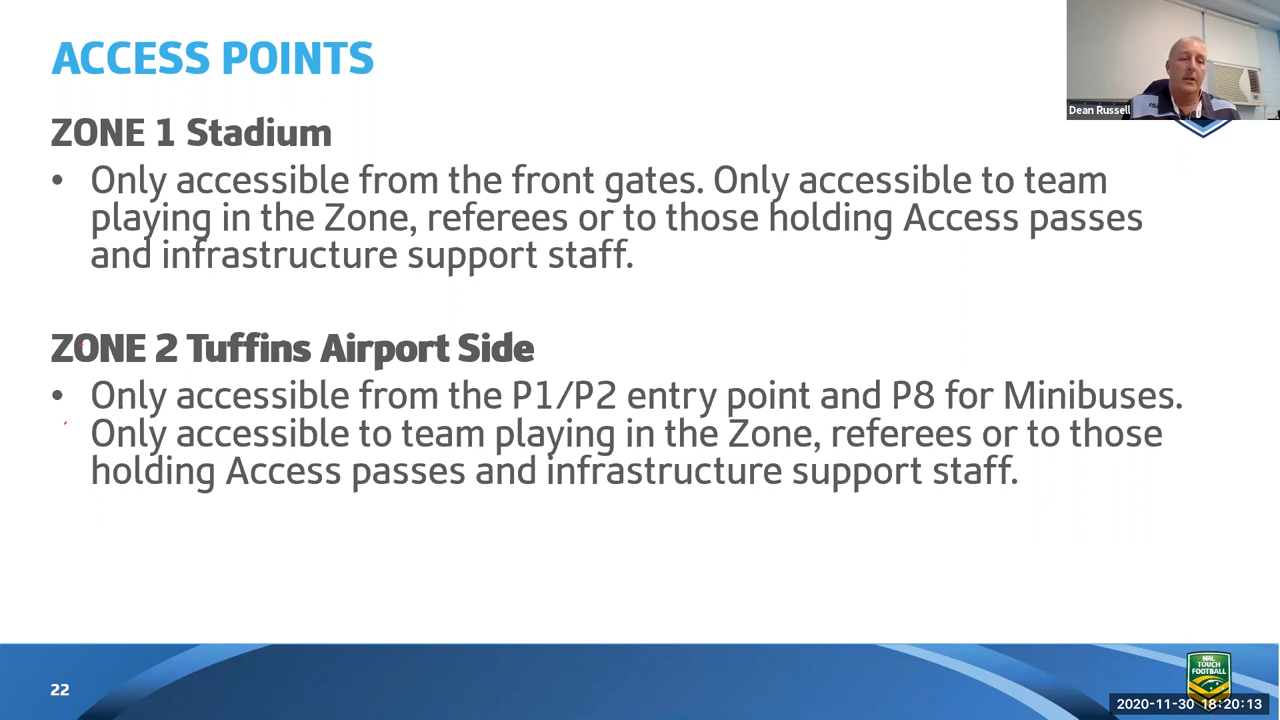 ACCESS POINTS
Dean Russell
ZONE 1 Stadium
• Only accessible from the front gates. Only accessible to team
playing in the Zone, referees or to those holding Access passes
and infrastructure support staff.
ZONE 2 Tuffins Airport Side
• Only accessible from the P1/P2 entry point and P8 for Minibuses.
Only accessible to team playing in the Zone, referees or to those
holding Access passes and infrastructure support staff.
22
NRL
TOUCH
FOOTBALL
2020-11-30 18:20:13